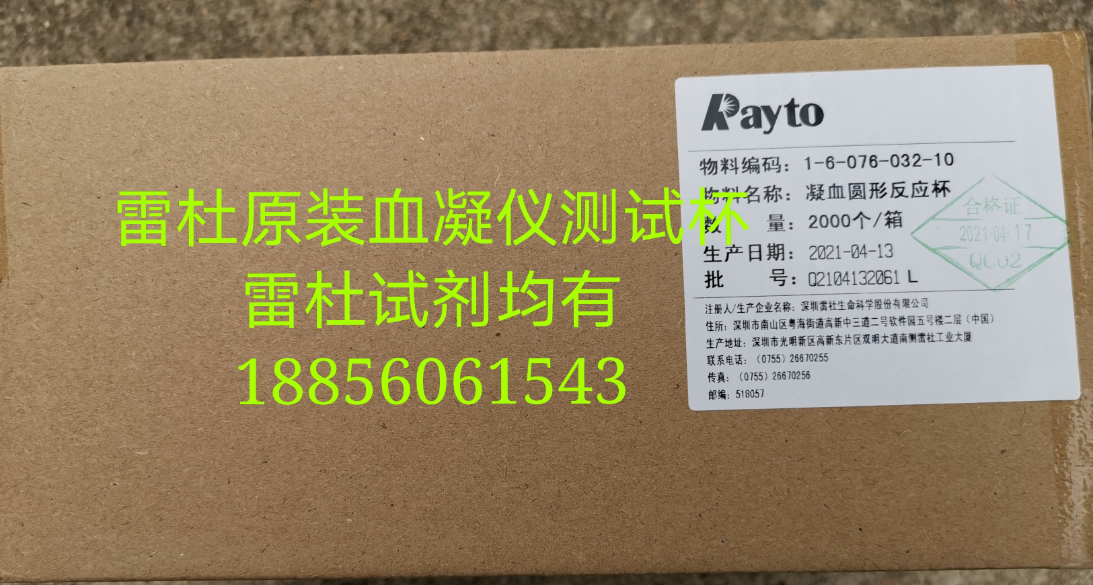 Rayto
物料编码: 1-6-076-032-10
物料名称: 凝血圆形反应杯
数 量: 2000个/箱
生产日期: 2021-04-13
批 号: Q2104132061 L
合格证
2021-04-17
QC02
注册人/生产企业名称: 深圳雷杜生命科学股份有限公司
住所: 深圳市南山区粤海街道高新中三道二号软件园五号楼二层 (中国)
生产地址: 深圳市光明新区高新东片区双明大道南侧雷杜工业大厦
联系电话: (0755) 26670255
传真: (0755) 26670256
邮编: 518057
雷杜原装血凝仪测试杯
雷杜试剂均有
18856061543